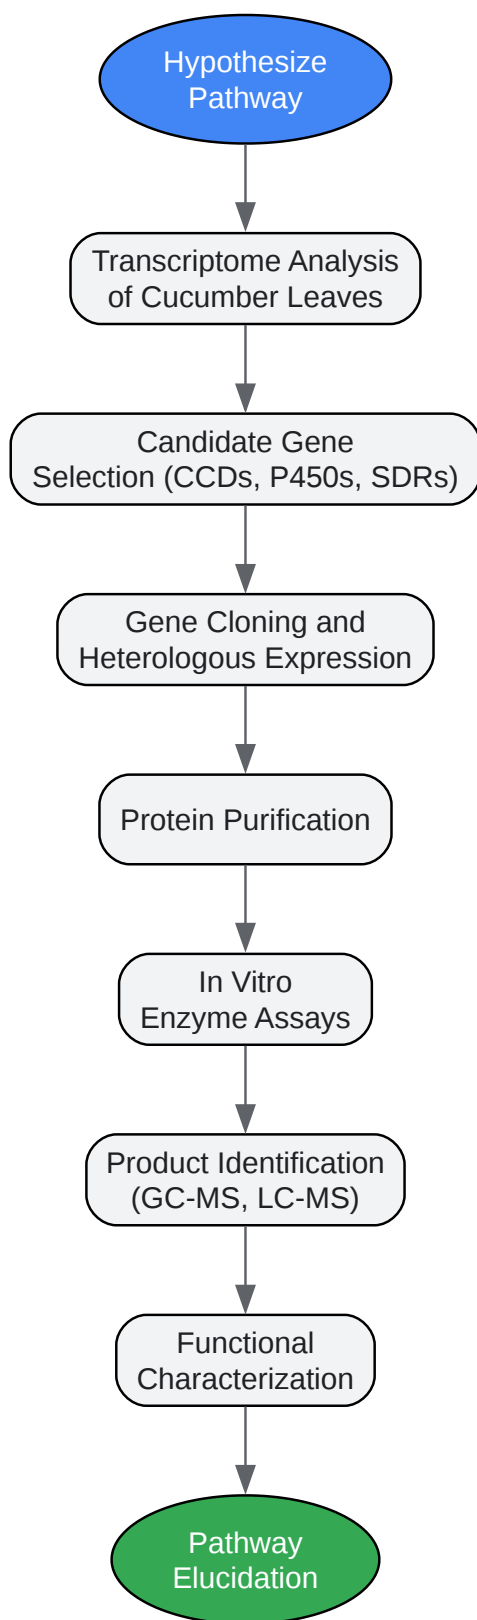 Hypothesize
Pathway
Transcriptome Analysis
of Cucumber Leaves
Candidate Gene
Selection (CCDs, P450s, SDRs)
Gene Cloning and
Heterologous Expression
Protein Purification
In Vitro
Enzyme Assays
Product Identification
(GC-MS, LC-MS)
Functional
Characterization
Pathway
Elucidation